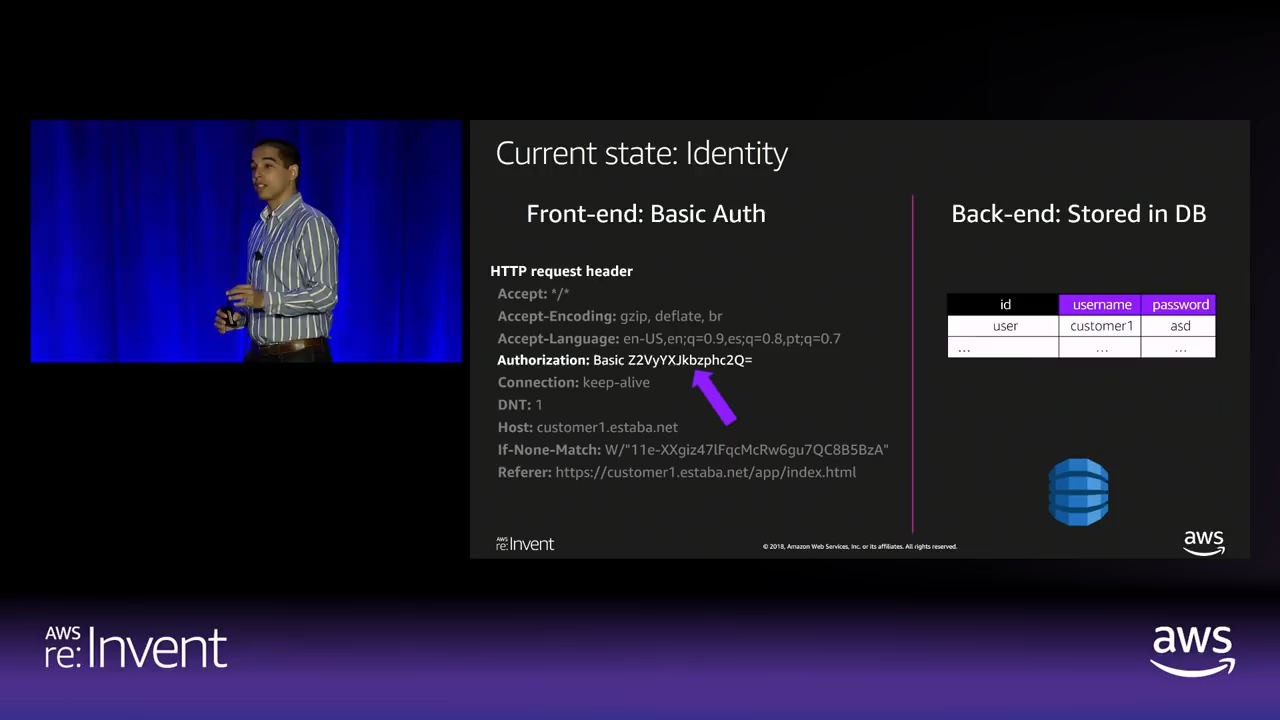 Current state: Identity
Front-end: Basic Auth
HTTP request header
Accept: */*
Accept-Encoding: gzip, deflate, br
Accept-Language: en-US,en;q=0.9,es;q=0.8,pt;q=0.7
Authorization: Basic Z2VyYXJkbzphc2Q=
Connection: keep-alive
DNT: 1
Host: customer1.estaba.net
If-None-Match: W/"11e-XXgiz47lFqcMcRw6gu7QC8B5BzA"
Referer: https://customer1.estaba.net/app/index.html
Back-end: Stored in DB
id username password
user customer1 asd
... ... ...
AWS
re:Invent
© 2018, Amazon Web Services, Inc. or its affiliates. All rights reserved.
aws
AWS
re:Invent
aws